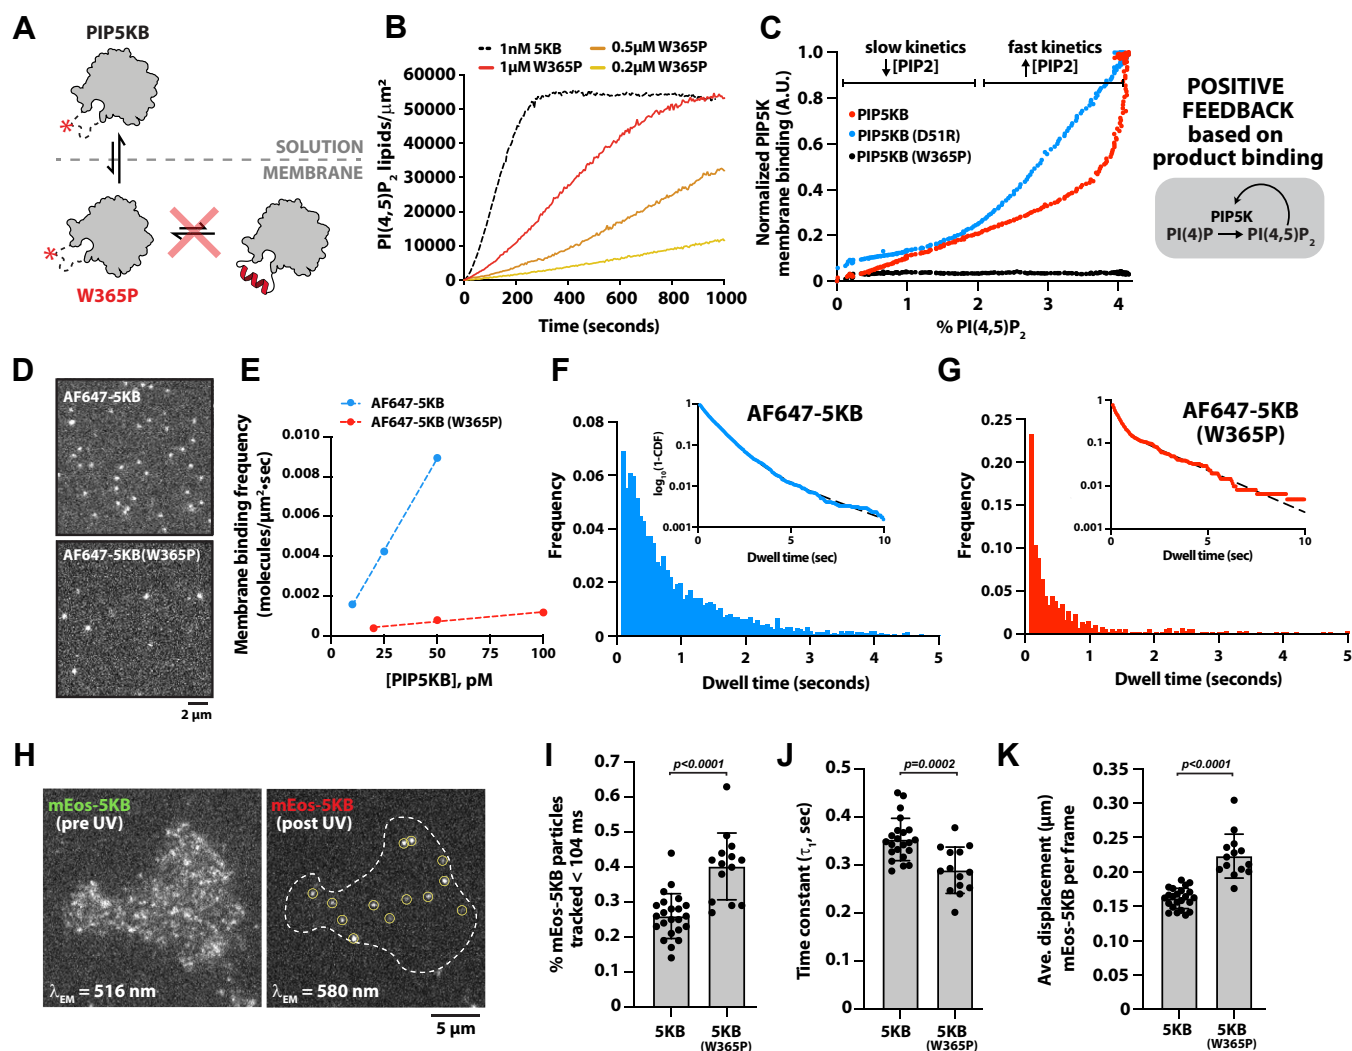 A
PIP5KB
*
SOLUTION
MEMBRANE
*
W365P
B
1nM 5KB
0.5µM W365P
1µM W365P
0.2µM W365P
PI(4,5)P2 lipids/µm²
60000
50000
40000
30000
20000
10000
0
0 200 400 600 800 1000
Time (seconds)
C
slow kinetics
↓[PIP2]
fast kinetics
↑[PIP2]
PIP5KB
PIP5KB (D51R)
PIP5KB (W365P)
Normalized PIP5K
membrane binding (A.U.)
1.0
0.8
0.6
0.4
0.2
0
0 1 2 3 4
% PI(4,5)P2
POSITIVE
FEEDBACK
based on
product binding
PIP5K
PI(4)P → PI(4,5)P2
D
AF647-5KB
AF647-5KB(W365P)
2 µm
E
AF647-5KB
AF647-5KB (W365P)
Membrane binding frequency
(molecules/µm²•sec)
0.010
0.008
0.006
0.004
0.002
0
0 25 50 75 100
[PIP5KB], pM
F
AF647-5KB
Frequency
0.08
0.06
0.04
0.02
0
0 1 2 3 4 5
Dwell time (seconds)
log10(1-CDF)
1
0.1
0.01
0.001
0 5 10
Dwell time (sec)
G
AF647-5KB
(W365P)
Frequency
0.25
0.20
0.15
0.10
0.05
0
0 1 2 3 4 5
Dwell time (seconds)
1
0.1
0.01
0.001
0 5 10
Dwell time (sec)
H
mEos-5KB
(pre UV)
λEM = 516 nm
mEos-5KB
(post UV)
λEM = 580 nm
5 µm
I
p<0.0001
% mEos-5KB particles
tracked < 104 ms
0.7
0.6
0.5
0.4
0.3
0.2
0.1
0
5KB
5KB
(W365P)
J
p=0.0002
Time constant (τ1, sec)
0.5
0.4
0.3
0.2
0.1
0
5KB
5KB
(W365P)
K
p<0.0001
Ave. displacement (µm)
mEos-5KB per frame
0.35
0.30
0.25
0.20
0.15
0.10
0.05
0
5KB
5KB
(W365P)